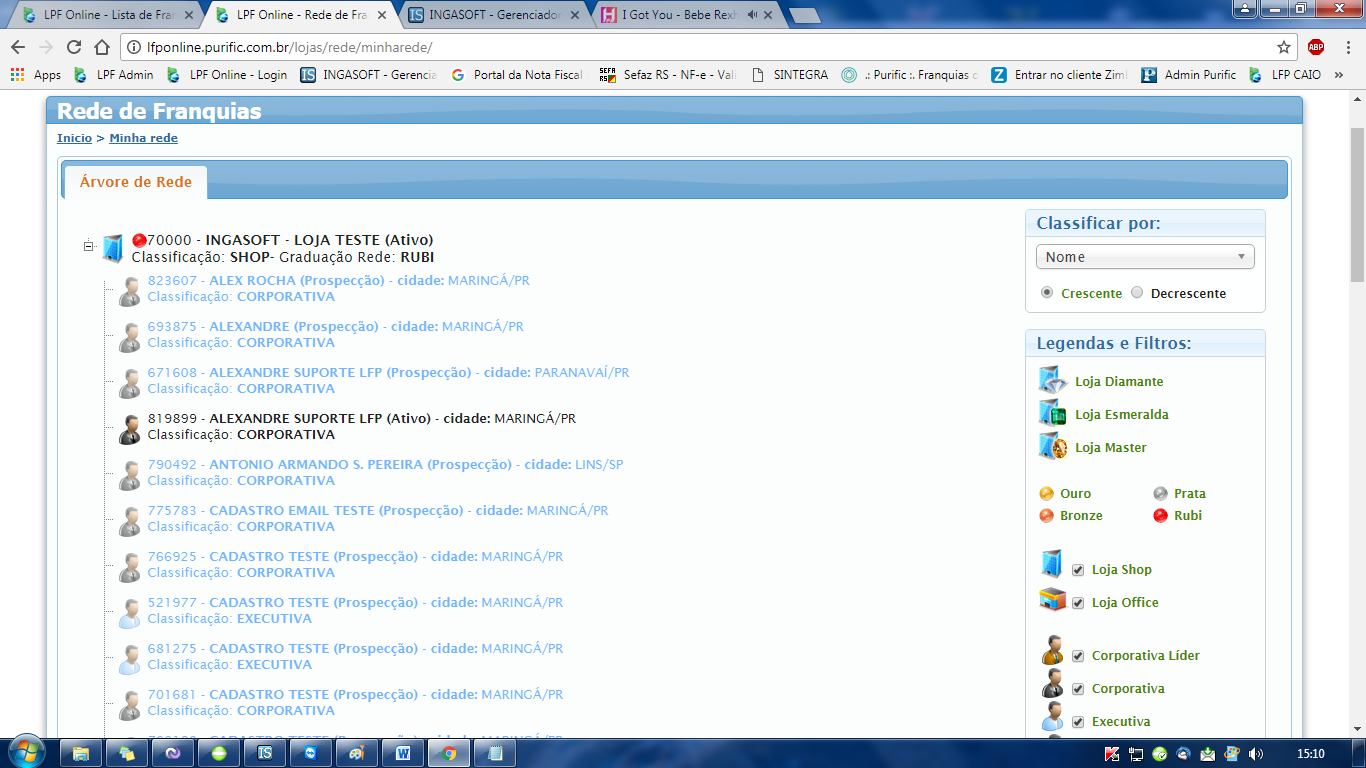 LPF Online - Lista de Fran
LPF Online - Rede de Fra
INGASOFT - Gerenciador
I Got You - Bebe Rexh
lfponline.purific.com.br/lojas/rede/minharede/
ABP
Apps
LPF Admin
LPF Online - Login
INGASOFT - Gerencia
Portal da Nota Fiscal
Sefaz RS - NF-e - Vali
SINTEGRA
.: Purific :. Franquias
Entrar no cliente Zim
Admin Purific
LFP CAIO
»
Rede de Franquias
Inicio > Minha rede
Árvore de Rede
70000 - INGASOFT - LOJA TESTE (Ativo)
Classificação: SHOP- Graduação Rede: RUBI
823607 - ALEX ROCHA (Prospecção) - cidade: MARINGÁ/PR
Classificação: CORPORATIVA
693875 - ALEXANDRE (Prospecção) - cidade: MARINGÁ/PR
Classificação: CORPORATIVA
671608 - ALEXANDRE SUPORTE LFP (Prospecção) - cidade: PARANAVAÍ/PR
Classificação: CORPORATIVA
819899 - ALEXANDRE SUPORTE LFP (Ativo) - cidade: MARINGÁ/PR
Classificação: CORPORATIVA
790492 - ANTONIO ARMANDO S. PEREIRA (Prospecção) - cidade: LINS/SP
Classificação: CORPORATIVA
775783 - CADASTRO EMAIL TESTE (Prospecção) - cidade: MARINGÁ/PR
Classificação: CORPORATIVA
766925 - CADASTRO TESTE (Prospecção) - cidade: MARINGÁ/PR
Classificação: CORPORATIVA
521977 - CADASTRO TESTE (Prospecção) - cidade: MARINGÁ/PR
Classificação: EXECUTIVA
681275 - CADASTRO TESTE (Prospecção) - cidade: MARINGÁ/PR
Classificação: EXECUTIVA
701681 - CADASTRO TESTE (Prospecção) - cidade: MARINGÁ/PR
Classificação: CORPORATIVA
Classificar por:
Nome
Crescente
Decrescente
Legendas e Filtros:
Loja Diamante
Loja Esmeralda
Loja Master
Ouro
Prata
Bronze
Rubi
Loja Shop
Loja Office
Corporativa Líder
Corporativa
Executiva
15:10